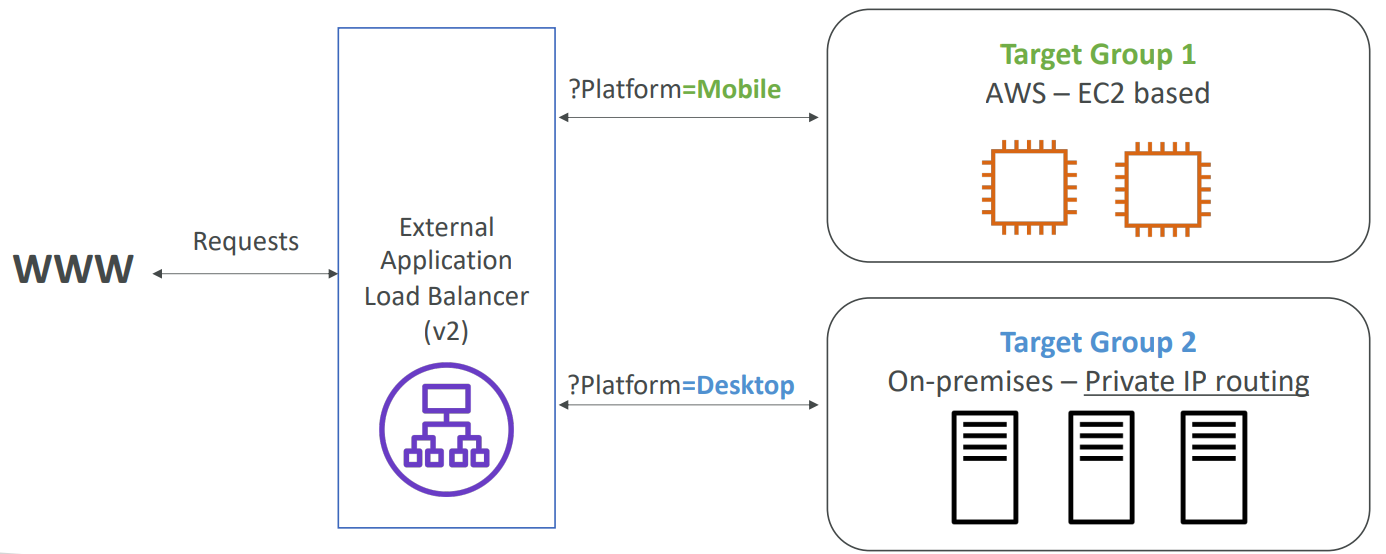 WWW
Requests
External
Application
Load Balancer
(v2)
?Platform=Mobile
?Platform=Desktop
Target Group 1
AWS – EC2 based
Target Group 2
On-premises – Private IP routing